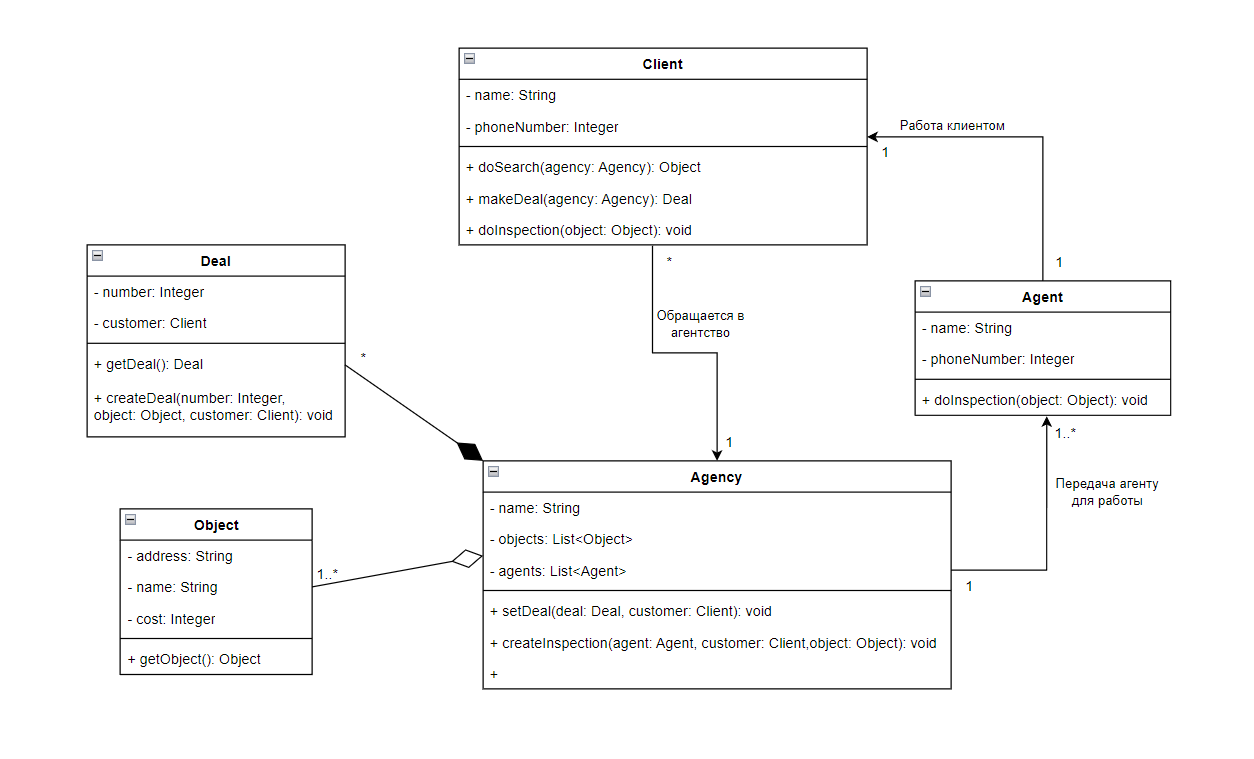 Client
- name: String
- phoneNumber: Integer
+ doSearch(agency: Agency): Object
+ makeDeal(agency: Agency): Deal
+ doInspection(object: Object): void
Работа клиентом
1
1
Agent
- name: String
- phoneNumber: Integer
+ doInspection(object: Object): void
1..*
Передача агенту
для работы
1
*
Обращается в
агентство
1
Deal
- number: Integer
- customer: Client
+ getDeal(): Deal
+ createDeal(number: Integer,
object: Object, customer: Client): void
*
Agency
- name: String
- objects: List<Object>
- agents: List<Agent>
+ setDeal(deal: Deal, customer: Client): void
+ createInspection(agent: Agent, customer: Client,object: Object): void
+
Object
- address: String
- name: String
- cost: Integer
+ getObject(): Object
1..*